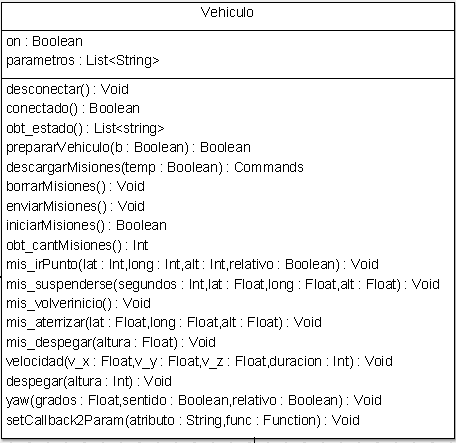 Vehiculo
on : Boolean
parametros : List<String>
desconectar() : Void
conectado() : Boolean
obt_estado() : List<string>
prepararVehiculo(b : Boolean) : Boolean
descargarMisiones(temp : Boolean) : Commands
borrarMisiones() : Void
enviarMisiones() : Void
iniciarMisiones() : Boolean
obt_cantMisiones() : Int
mis_irPunto(lat : Int,long : Int,alt : Int,relativo : Boolean) : Void
mis_suspenderse(segundos : Int,lat : Float,long : Float,alt : Float) : Void
mis_volverinicio() : Void
mis_aterrizar(lat : Float,long : Float,alt : Float) : Void
mis_despegar(altura : Float) : Void
velocidad(v_x : Float,v_y : Float,v_z : Float,duracion : Int) : Void
despegar(altura : Int) : Void
yaw(grados : Float,sentido : Boolean,relativo : Boolean) : Void
setCallback2Param(atributo : String,func : Function) : Void